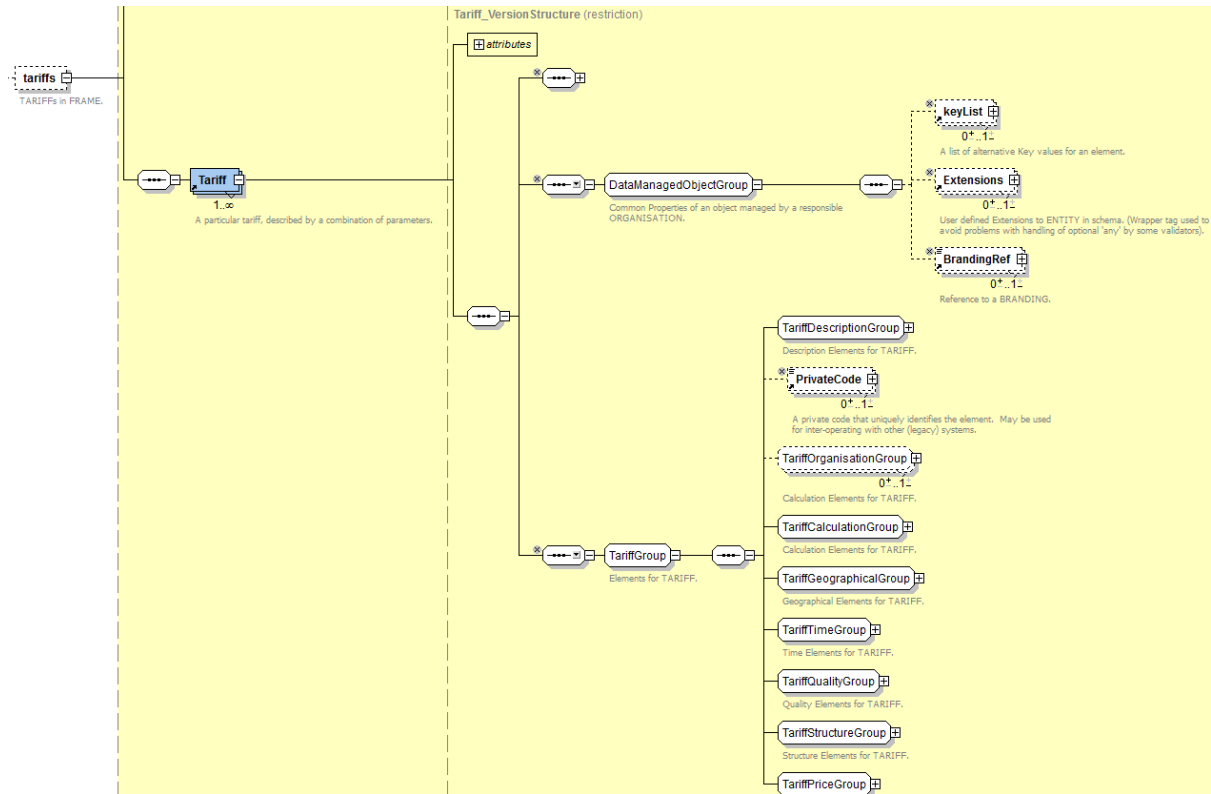 Tariff_VersionStructure (restriction)
attributes
tariffs
TARIFFs in FRAME.
keyList
0..1
A list of alternative Key values for an element.
Tariff
1..∞
A particular tariff, described by a combination of parameters.
DataManagedObjectGroup
Common Properties of an object managed by a responsible
ORGANISATION.
Extensions
0..1
User defined Extensions to ENTITY in schema. (Wrapper tag used to
avoid problems with handling of optional 'any' by some validators).
BrandingRef
0..1
Reference to a BRANDING.
TariffDescriptionGroup
Description Elements for TARIFF.
PrivateCode
0..1
A private code that uniquely identifies the element. May be used
for inter-operating with other (legacy) systems.
TariffOrganisationGroup
0..1
Calculation Elements for TARIFF.
TariffCalculationGroup
Calculation Elements for TARIFF.
TariffGroup
Elements for TARIFF.
TariffGeographicalGroup
Geographical Elements for TARIFF.
TariffTimeGroup
Time Elements for TARIFF.
TariffQualityGroup
Quality Elements for TARIFF.
TariffStructureGroup
Structure Elements for TARIFF.
TariffPriceGroup